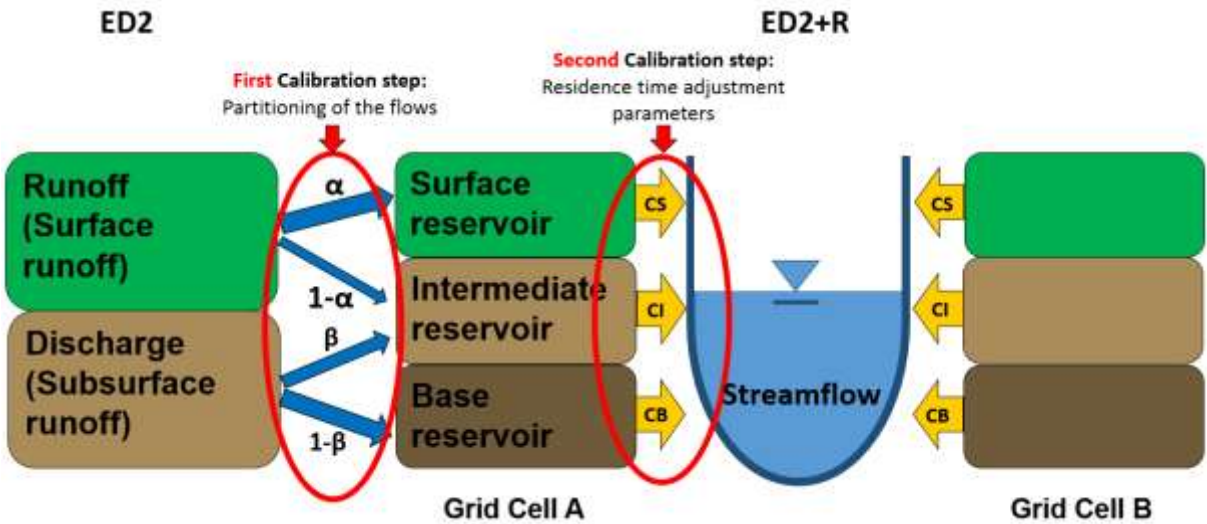 ED2
ED2+R
First Calibration step:
Partitioning of the flows
Second Calibration step:
Residence time adjustment
parameters
Runoff
(Surface
runoff)
Discharge
(Subsurface
runoff)
α
1-α
β
1-β
Surface
reservoir
Intermediate
reservoir
Base
reservoir
CS
CI
CB
Streamflow
CS
CI
CB
Grid Cell A
Grid Cell B